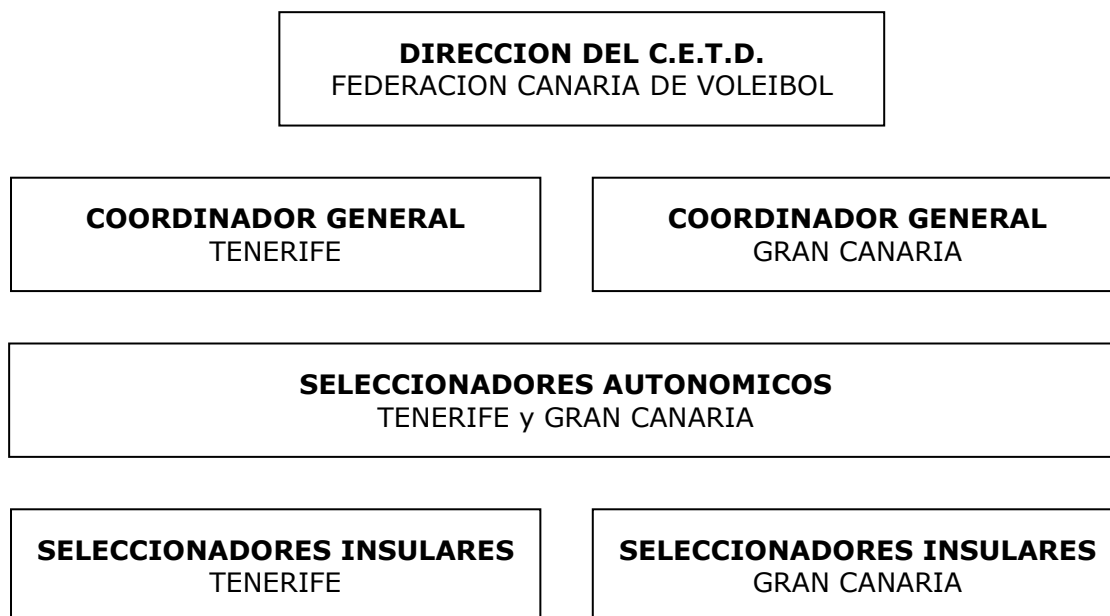 DIRECCION DEL C.E.T.D.
FEDERACION CANARIA DE VOLEIBOL
COORDINADOR GENERAL
TENERIFE
COORDINADOR GENERAL
GRAN CANARIA
SELECCIONADORES AUTONOMICOS
TENERIFE y GRAN CANARIA
SELECCIONADORES INSULARES
TENERIFE
SELECCIONADORES INSULARES
GRAN CANARIA